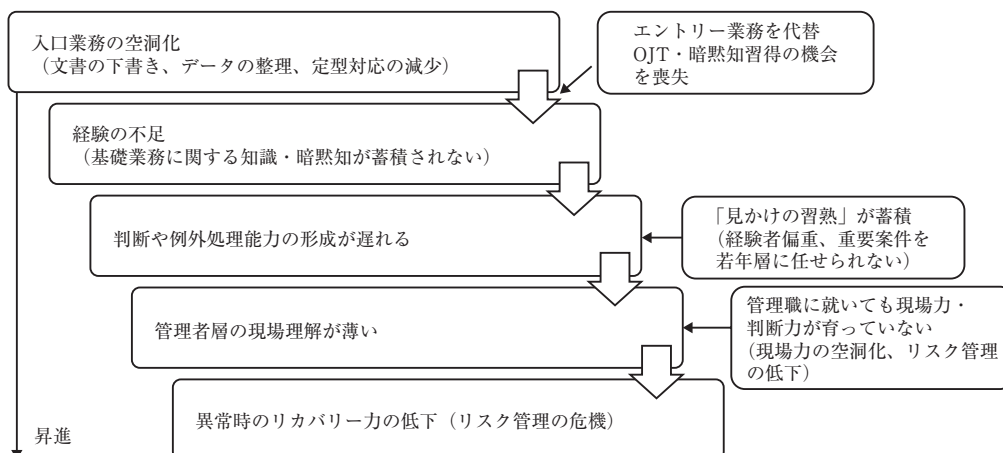 入口業務の空洞化
（文書の下書き、データの整理、定型対応の減少）
エントリー業務を代替
OJT・暗黙知習得の機会
を喪失
経験の不足
（基礎業務に関する知識・暗黙知が蓄積されない）
判断や例外処理能力の形成が遅れる
「見かけの習熟」が蓄積
（経験者偏重、重要案件を
若年層に任せられない）
管理者層の現場理解が薄い
管理職に就いても現場力・
判断力が育っていない
（現場力の空洞化、リスク管理
の低下）
異常時のリカバリー力の低下（リスク管理の危機）
昇進